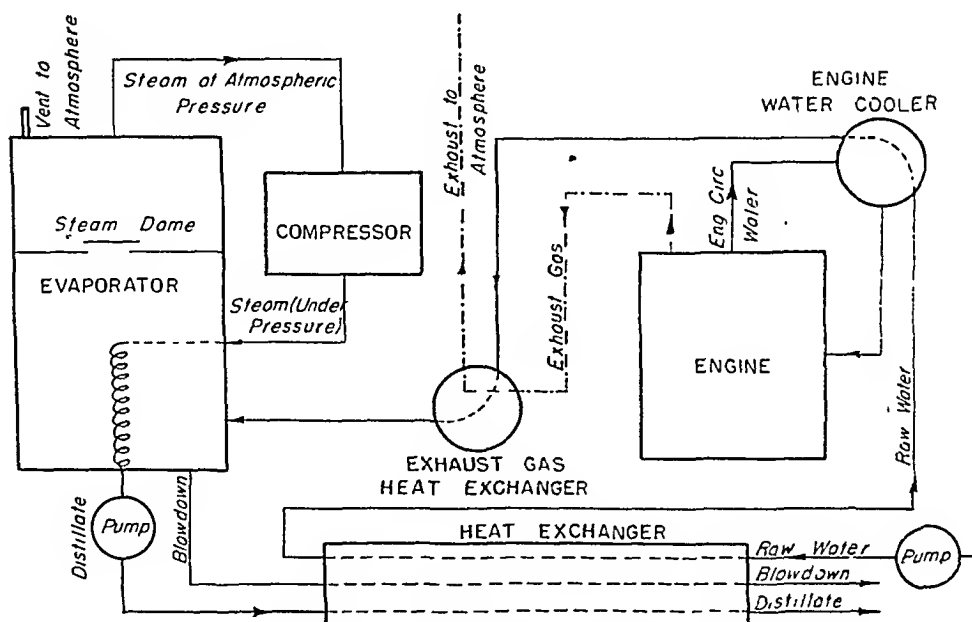 Vent to
Atmosphere
Steam at Atmospheric
Pressure
Exhaust to
Atmosphere
ENGINE
WATER COOLER
Steam Dome
COMPRESSOR
EVAPORATOR
Steam (Under
Pressure)
Exhaust Gas
Eng Circ
Water
ENGINE
Raw Water
EXHAUST GAS
HEAT EXCHANGER
Distillate
Pump
Blowdown
HEAT EXCHANGER
Raw Water
Pump
Blowdown
Distillate